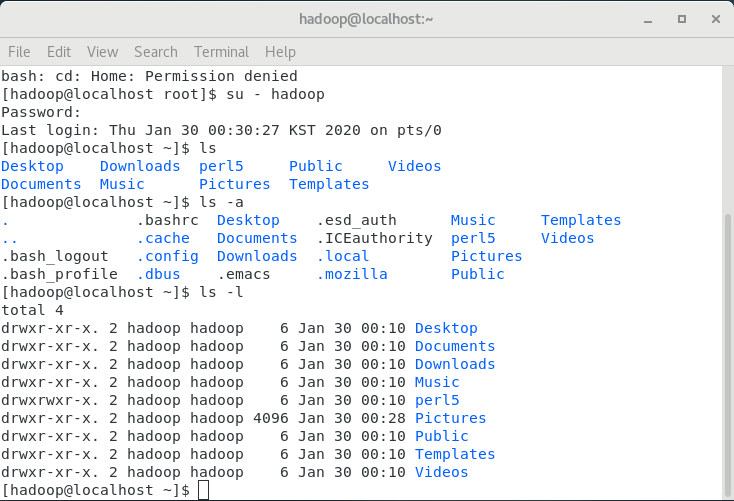 hadoop@localhost:~
File Edit View Search Terminal Help
bash: cd: Home: Permission denied
[hadoop@localhost root]$ su - hadoop
Password:
Last login: Thu Jan 30 00:30:27 KST 2020 on pts/0
[hadoop@localhost ~]$ ls
Desktop    Downloads  perl5     Public     Videos
Documents  Music      Pictures  Templates
[hadoop@localhost ~]$ ls -a
.              .bashrc  Desktop    .esd_auth      Music     Templates
..             .cache   Documents  .ICEauthority  perl5     Videos
.bash_logout   .config  Downloads  .local         Pictures
.bash_profile  .dbus    .emacs     .mozilla       Public
[hadoop@localhost ~]$ ls -l
total 4
drwxr-xr-x. 2 hadoop hadoop    6 Jan 30 00:10 Desktop
drwxr-xr-x. 2 hadoop hadoop    6 Jan 30 00:10 Documents
drwxr-xr-x. 2 hadoop hadoop    6 Jan 30 00:10 Downloads
drwxr-xr-x. 2 hadoop hadoop    6 Jan 30 00:10 Music
drwxrwxr-x. 2 hadoop hadoop    6 Jan 30 00:10 perl5
drwxr-xr-x. 2 hadoop hadoop 4096 Jan 30 00:28 Pictures
drwxr-xr-x. 2 hadoop hadoop    6 Jan 30 00:10 Public
drwxr-xr-x. 2 hadoop hadoop    6 Jan 30 00:10 Templates
drwxr-xr-x. 2 hadoop hadoop    6 Jan 30 00:10 Videos
[hadoop@localhost ~]$